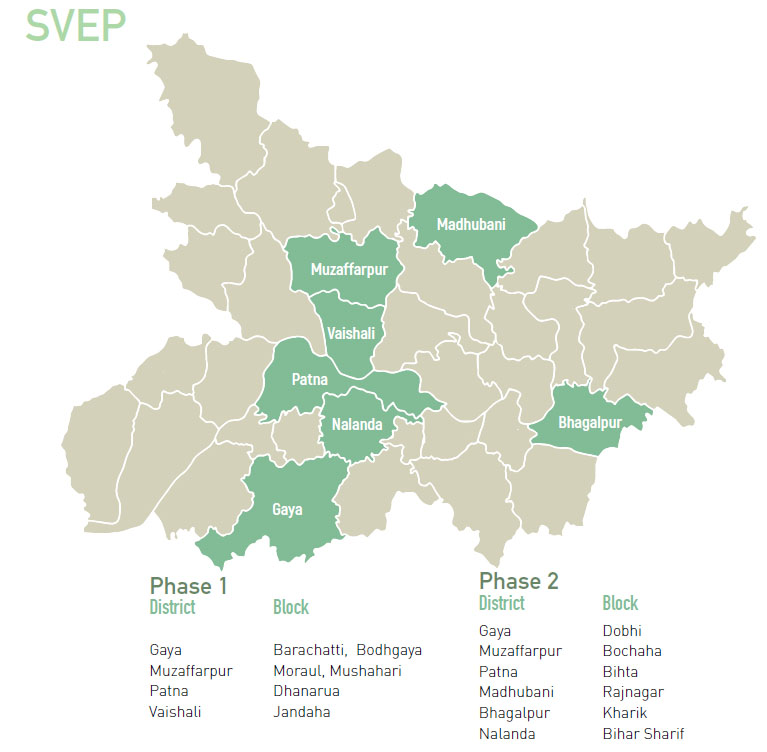 SVEP
Madhubani
Muzaffarpur
Vaishali
Patna
Nalanda
Bhagalpur
Gaya
Phase 1
District Block
Gaya Barachatti, Bodhgaya
Muzaffarpur Moraul, Mushahari
Patna Dhanarua
Vaishali Jandaha
Phase 2
District Block
Gaya Dobhi
Muzaffarpur Bochaha
Patna Bihta
Madhubani Rajnagar
Bhagalpur Kharik
Nalanda Bihar Sharif